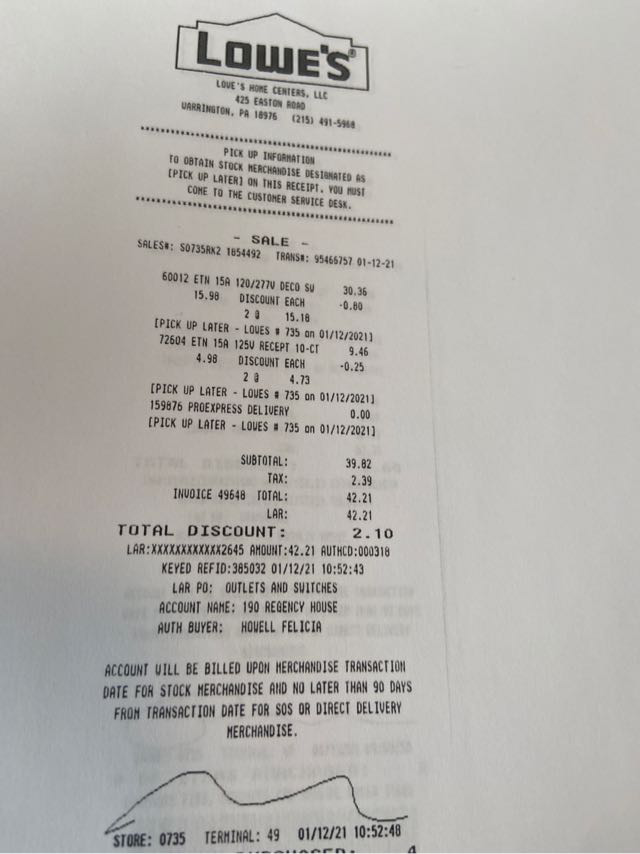 LOWE'S®
LOWE'S HOME CENTERS, LLC
425 EASTON ROAD
WARRINGTON, PA 18976 (215) 491-5968
PICK UP INFORMATION
TO OBTAIN STOCK MERCHANDISE DESIGNATED AS
[PICK UP LATER] ON THIS RECEIPT, YOU MUST
COME TO THE CUSTOMER SERVICE DESK.
- SALE -
SALES#: S0735RK2 1654492 TRANS#: 95466757 01-12-21
60012 ETN 15A 120/277V DECO SW 30.36
15.98 DISCOUNT EACH -0.80
2 @ 15.18
[PICK UP LATER - LOWES # 735 on 01/12/2021]
72604 ETN 15A 125V RECEPT 10-CT 9.46
4.98 DISCOUNT EACH -0.25
2 @ 4.73
[PICK UP LATER - LOWES # 735 on 01/12/2021]
159876 PROEXPRESS DELIVERY 0.00
[PICK UP LATER - LOWES # 735 on 01/12/2021]
SUBTOTAL: 39.82
TAX: 2.39
INVOICE 49648 TOTAL: 42.21
LAR: 42.21
TOTAL DISCOUNT: 2.10
LAR:XXXXXXXXXXXX2645 AMOUNT:42.21 AUTHCD:000318
KEYED REFID:385032 01/12/21 10:52:43
LAR PO: OUTLETS AND SWITCHES
ACCOUNT NAME: 190 REGENCY HOUSE
AUTH BUYER: HOWELL FELICIA
ACCOUNT WILL BE BILLED UPON MERCHANDISE TRANSACTION
DATE FOR STOCK MERCHANDISE AND NO LATER THAN 90 DAYS
FROM TRANSACTION DATE FOR SOS OR DIRECT DELIVERY
MERCHANDISE.
STORE: 0735 TERMINAL: 49 01/12/21 10:52:48